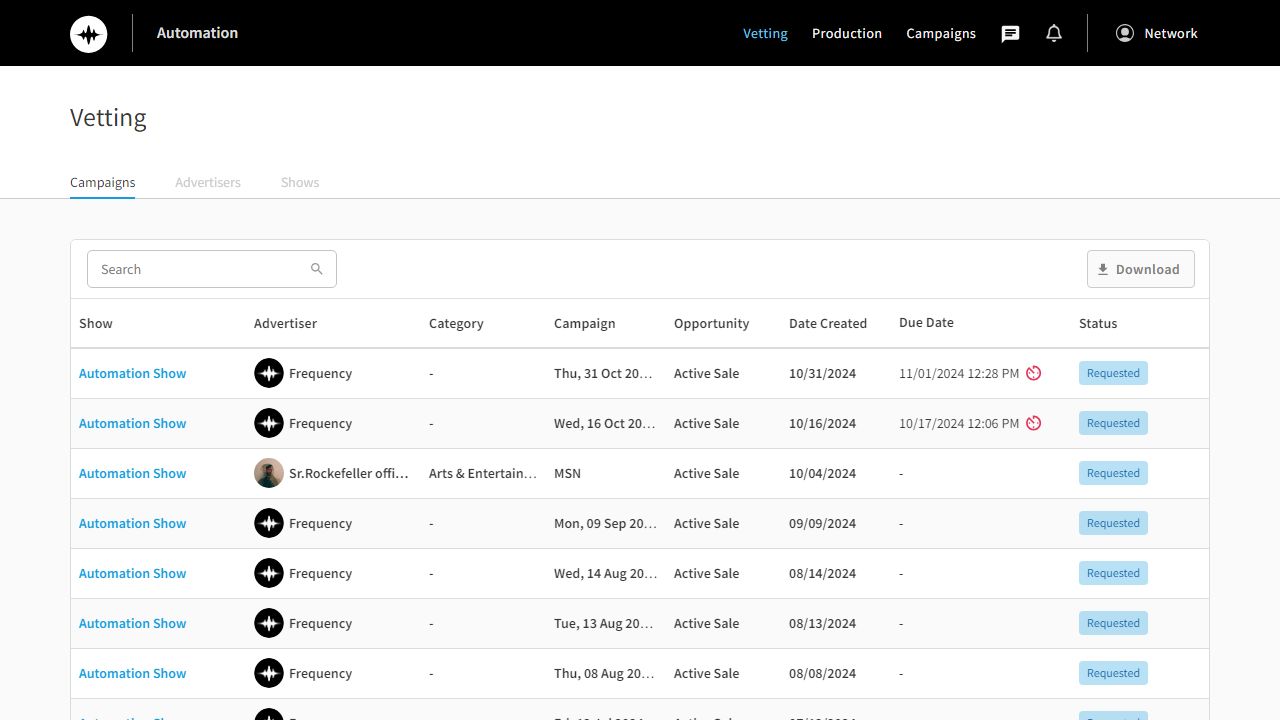 Automation
Vetting Production Campaigns Network
Vetting
Campaigns Advertisers Shows
Search Download
Show Advertiser Category Campaign Opportunity Date Created Due Date Status
Automation Show Frequency - Thu, 31 Oct 20... Active Sale 10/31/2024 11/01/2024 12:28 PM Requested
Automation Show Frequency - Wed, 16 Oct 20... Active Sale 10/16/2024 10/17/2024 12:06 PM Requested
Automation Show Sr.Rockefeller offi... Arts & Entertain... MSN Active Sale 10/04/2024 - Requested
Automation Show Frequency - Mon, 09 Sep 20... Active Sale 09/09/2024 - Requested
Automation Show Frequency - Wed, 14 Aug 20... Active Sale 08/14/2024 - Requested
Automation Show Frequency - Tue, 13 Aug 20... Active Sale 08/13/2024 - Requested
Automation Show Frequency - Thu, 08 Aug 20... Active Sale 08/08/2024 - Requested